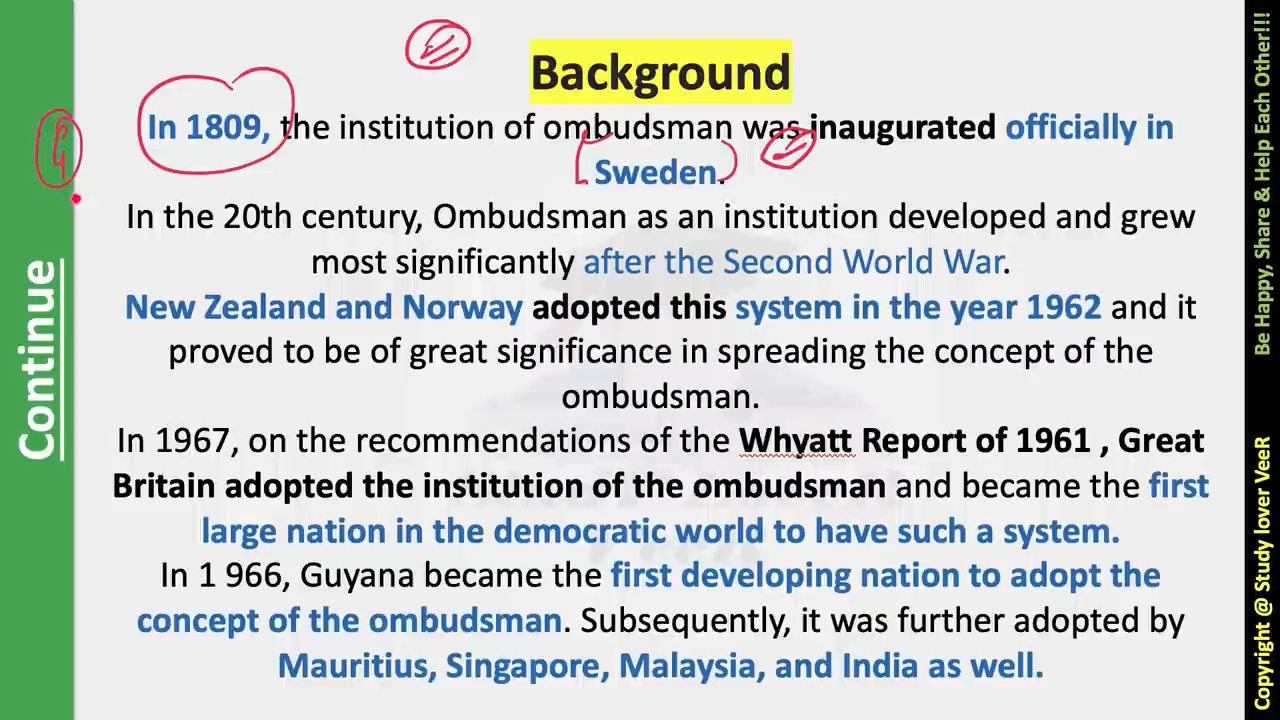 Background
In 1809, the institution of ombudsman was inaugurated officially in
Sweden.
In the 20th century, Ombudsman as an institution developed and grew
most significantly after the Second World War.
New Zealand and Norway adopted this system in the year 1962 and it
proved to be of great significance in spreading the concept of the
ombudsman.
In 1967, on the recommendations of the Whyatt Report of 1961 , Great
Britain adopted the institution of the ombudsman and became the first
large nation in the democratic world to have such a system.
In 1 966, Guyana became the first developing nation to adopt the
concept of the ombudsman. Subsequently, it was further adopted by
Mauritius, Singapore, Malaysia, and India as well.
Continue
Be Happy, Share & Help Each Other!!!
Copyright @ Study lover VeeR